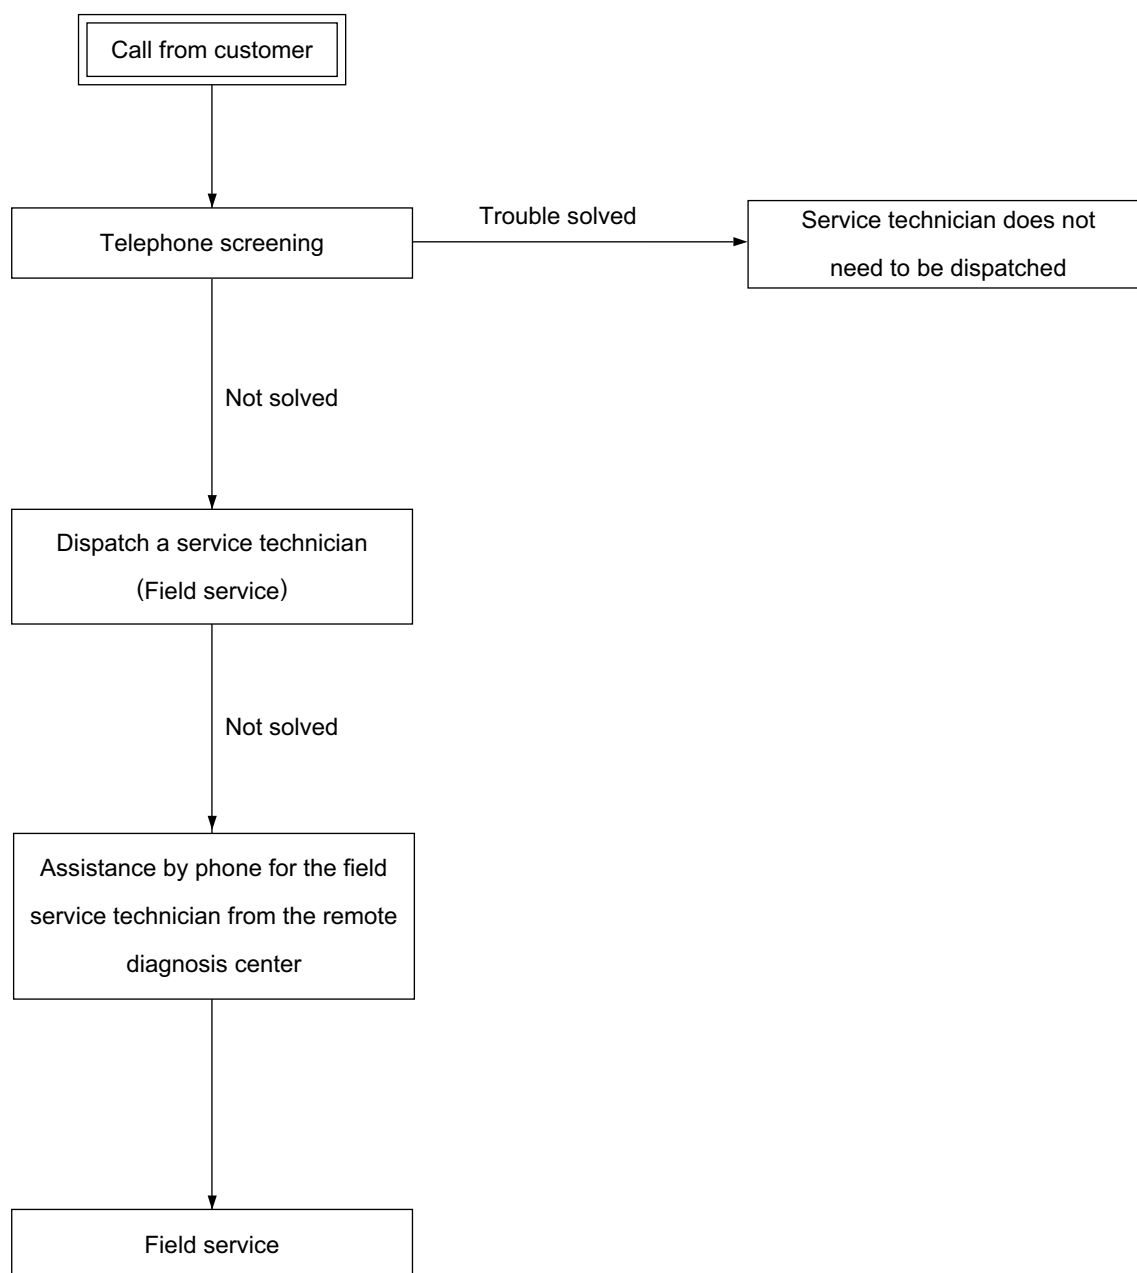 Call from customer
Telephone screening
Trouble solved
Service technician does not
need to be dispatched
Not solved
Dispatch a service technician
(Field service)
Not solved
Assistance by phone for the field
service technician from the remote
diagnosis center
Field service